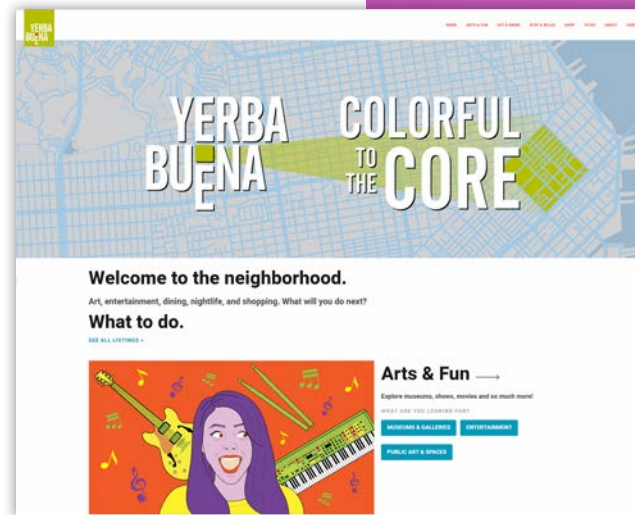 YERBA
BUENA
HOME ARTS & FUN EAT & DRINK STAY & RELAX SHOP TO DO ABOUT
YERBA
BUENA
COLORFUL
TO
THE CORE
Welcome to the neighborhood.
Art, entertainment, dining, nightlife, and shopping. What will you do next?
What to do.
SEE ALL LISTINGS »
Arts & Fun
Explore museums, shows, movies and so much more!
WHAT ARE YOU LOOKING FOR?
MUSEUMS & GALLERIES ENTERTAINMENT
PUBLIC ART & SPACES